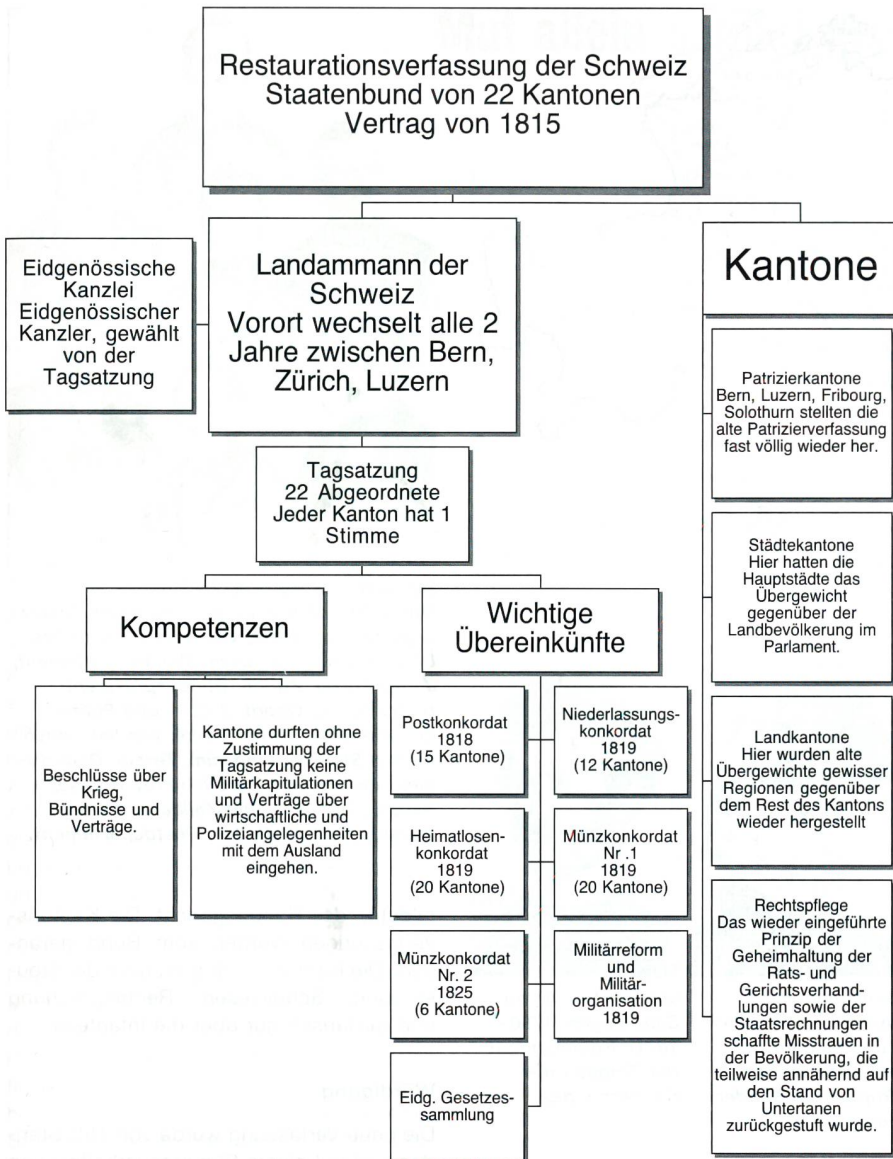 Restaurationsverfassung der Schweiz
Staatenbund von 22 Kantonen
Vertrag von 1815
Eidgenössische
Kanzlei
Eidgenössischer
Kanzler, gewählt
von der
Tagsatzung
Landammann der
Schweiz
Vorort wechselt alle 2
Jahre zwischen Bern,
Zürich, Luzern
Tagsatzung
22 Abgeordnete
Jeder Kanton hat 1
Stimme
Kompetenzen
Beschlüsse über
Krieg,
Bündnisse und
Verträge.
Kantone durften ohne
Zustimmung der
Tagsatzung keine
Militärkapitulationen
und Verträge über
wirtschaftliche und
Polizeiangelegenheiten
mit dem Ausland
eingehen.
Wichtige
Übereinkünfte
Postkonkordat
1818
(15 Kantone)
Niederlassungs-
konkordat
1819
(12 Kantone)
Heimatlosen-
konkordat
1819
(20 Kantone)
Münzkonkordat
Nr .1
1819
(20 Kantone)
Münzkonkordat
Nr. 2
1825
(6 Kantone)
Militärreform
und
Militär-
organisation
1819
Eidg. Gesetzes-
sammlung
Kantone
Patrizierkantone
Bern, Luzern, Fribourg,
Solothurn stellten die
alte Patrizierverfassung
fast völlig wieder her.
Städtekantone
Hier hatten die
Hauptstädte das
Übergewicht
gegenüber der
Landbevölkerung im
Parlament.
Landkantone
Hier wurden alte
Übergewichte gewisser
Regionen gegenüber
dem Rest des Kantons
wieder hergestellt
Rechtspflege
Das wieder eingeführte
Prinzip der
Geheimhaltung der
Rats- und
Gerichtsverhand-
lungen sowie der
Staatsrechnungen
schaffte Misstrauen in
der Bevölkerung, die
teilweise annähernd auf
den Stand von
Untertanen
zurückgestuft wurde.